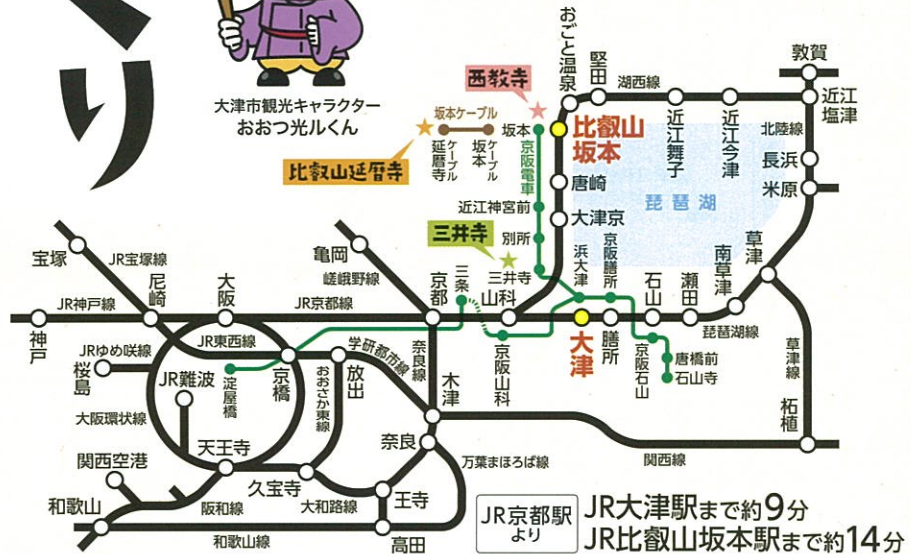 くり
大津市観光キャラクター
おおつ光ルくん
おごと温泉
堅田
湖西線
近江舞子
近江今津
敦賀
近江塩津
北陸線
長浜
米原
琵琶湖
西教寺
坂本ケーブル
ケーブル延暦寺
ケーブル坂本
比叡山延暦寺
坂本
京阪電車
比叡山
坂本
唐崎
大津京
近江神宮前
別所
三井寺
三井寺
浜大津
京阪膳所
石山
瀬田
南草津
草津
琵琶湖線
草津線
柘植
宝塚
JR宝塚線
尼崎
大阪
亀岡
嵯峨野線
三条
京都
山科
JR神戸線
JR京都線
神戸
大津
膳所
京阪石山
唐橋前
石山寺
京阪山科
JR東西線
JRゆめ咲線
桜島
JR難波
淀屋橋
京橋
おおさか東線
放出
学研都市線
奈良線
木津
大阪環状線
天王寺
久宝寺
奈良
万葉まほろば線
関西線
関西空港
和歌山
阪和線
大和路線
王寺
高田
和歌山線
JR京都駅
より
JR大津駅まで約9分
JR比叡山坂本駅まで約14分